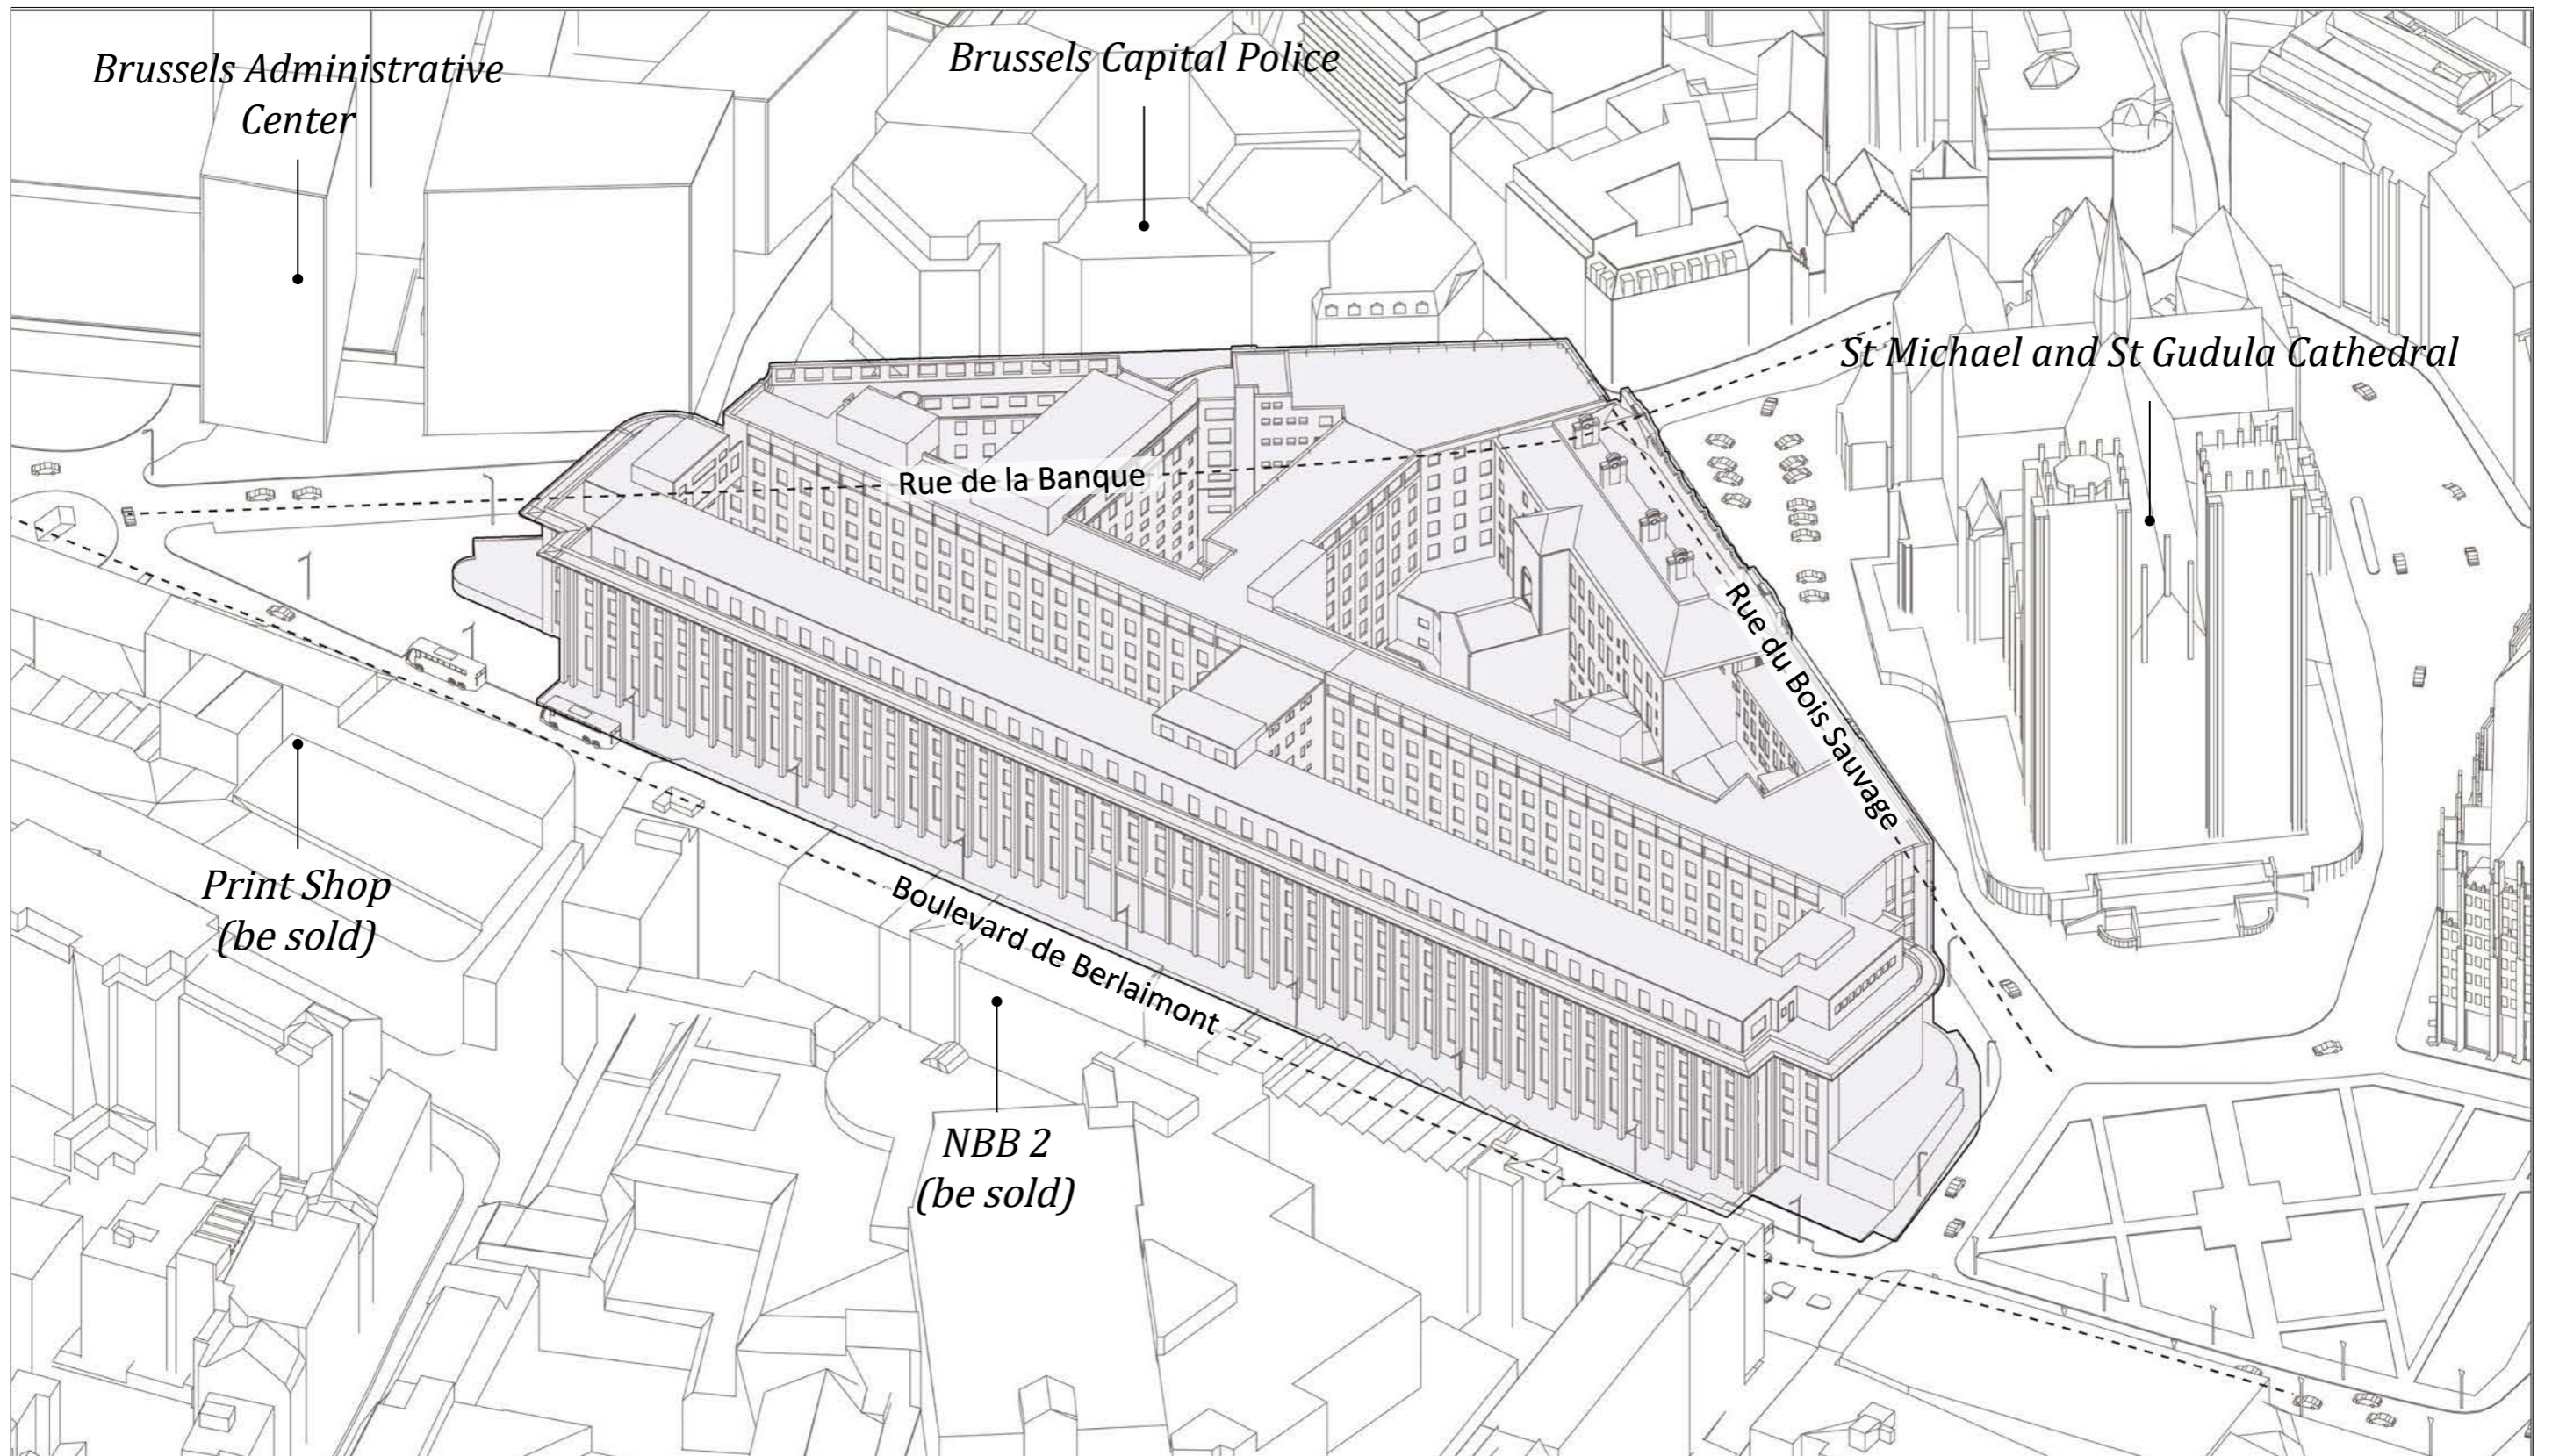 Brussels Administrative
Center
Brussels Capital Police
St Michael and St Gudula Cathedral
Rue de la Banque
Rue du Bois Sauvage
Boulevard de Berlaimont
Print Shop
(be sold)
NBB 2
(be sold)